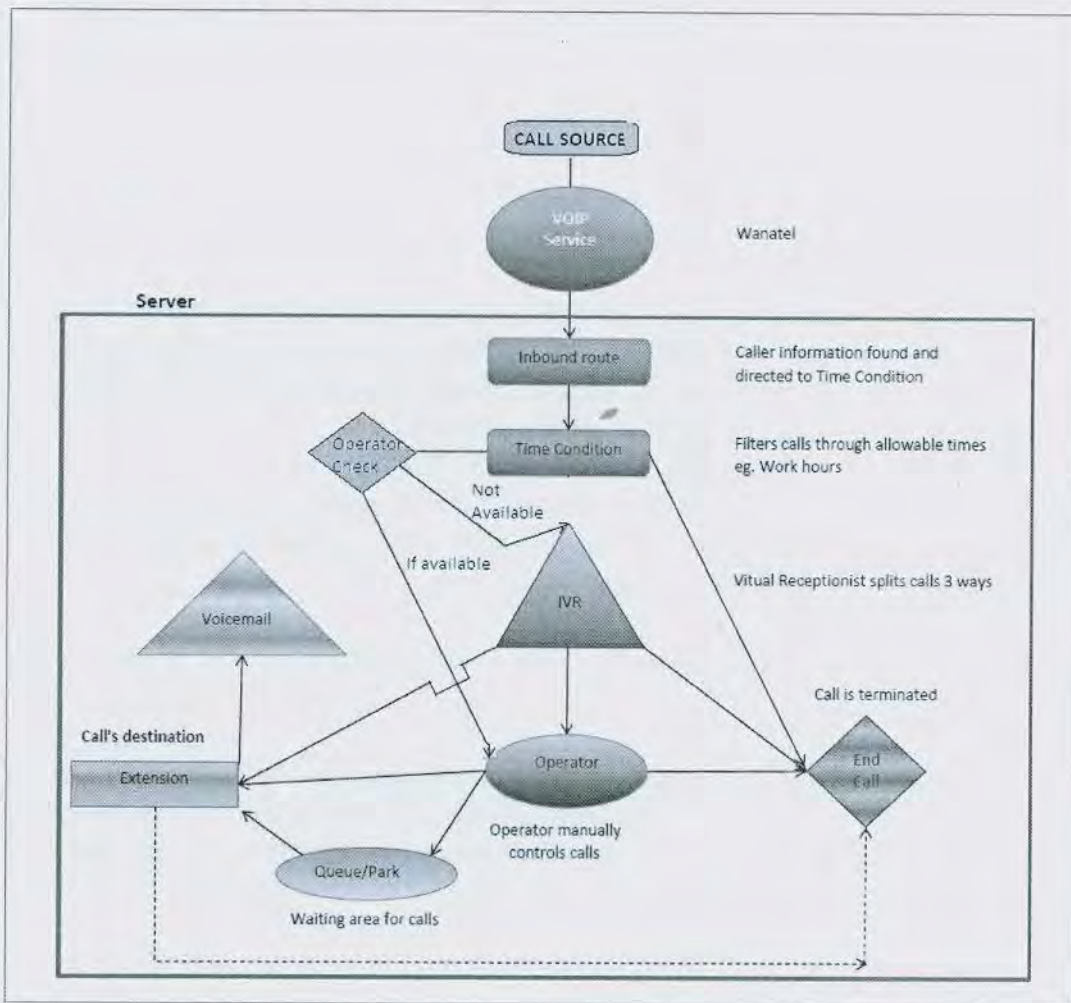 CALL SOURCE
VOIP
Service
Wanatel
Server
Inbound route
Caller information found and
directed to Time Condition
Operator
Check
Time Condition
Filters calls through allowable times
eg. Work hours
Not
Available
If available
IVR
Vitual Receptionist splits calls 3 ways
Voicemail
Call is terminated
Call's destination
Extension
Operator
End
Call
Operator manually
controls calls
Queue/Park
Waiting area for calls